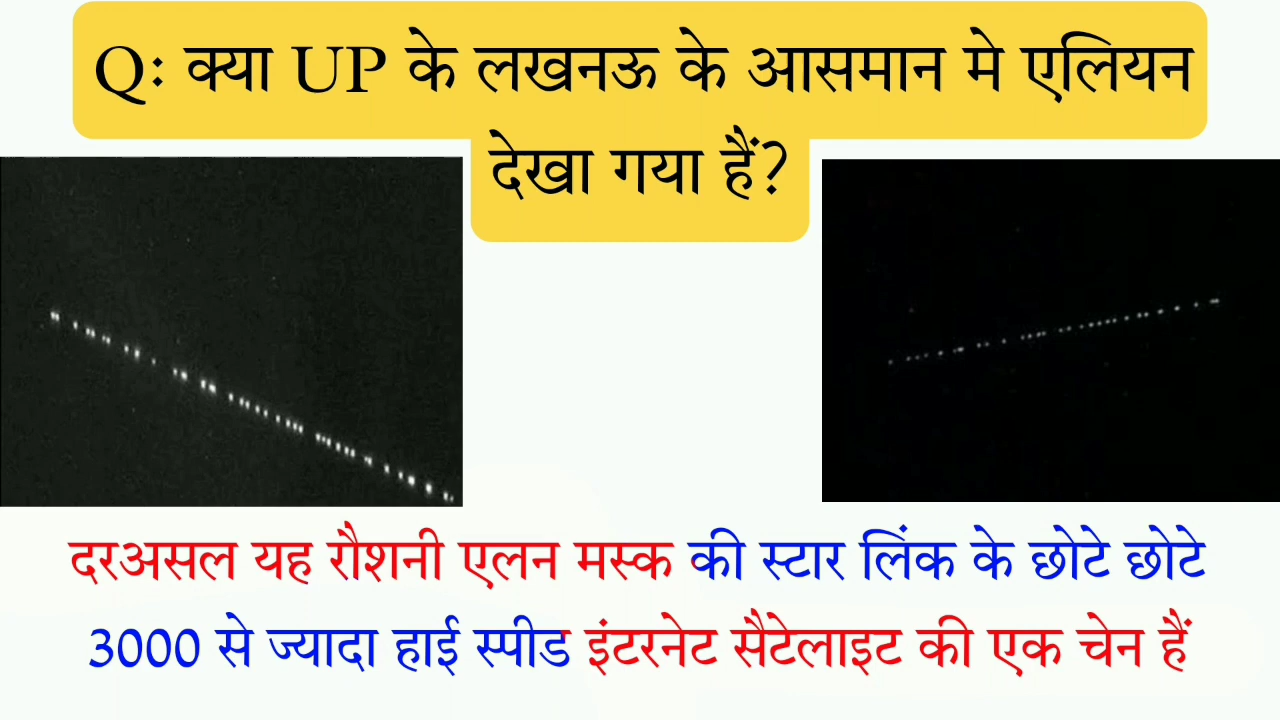 Q: क्या UP के लखनऊ के आसमान मे एलियन
देखा गया हैं?
दरअसल यह रौशनी एलन मस्क की स्टार लिंक के छोटे छोटे
3000 से ज्यादा हाई स्पीड इंटरनेट सैटेलाइट की एक चेन हैं